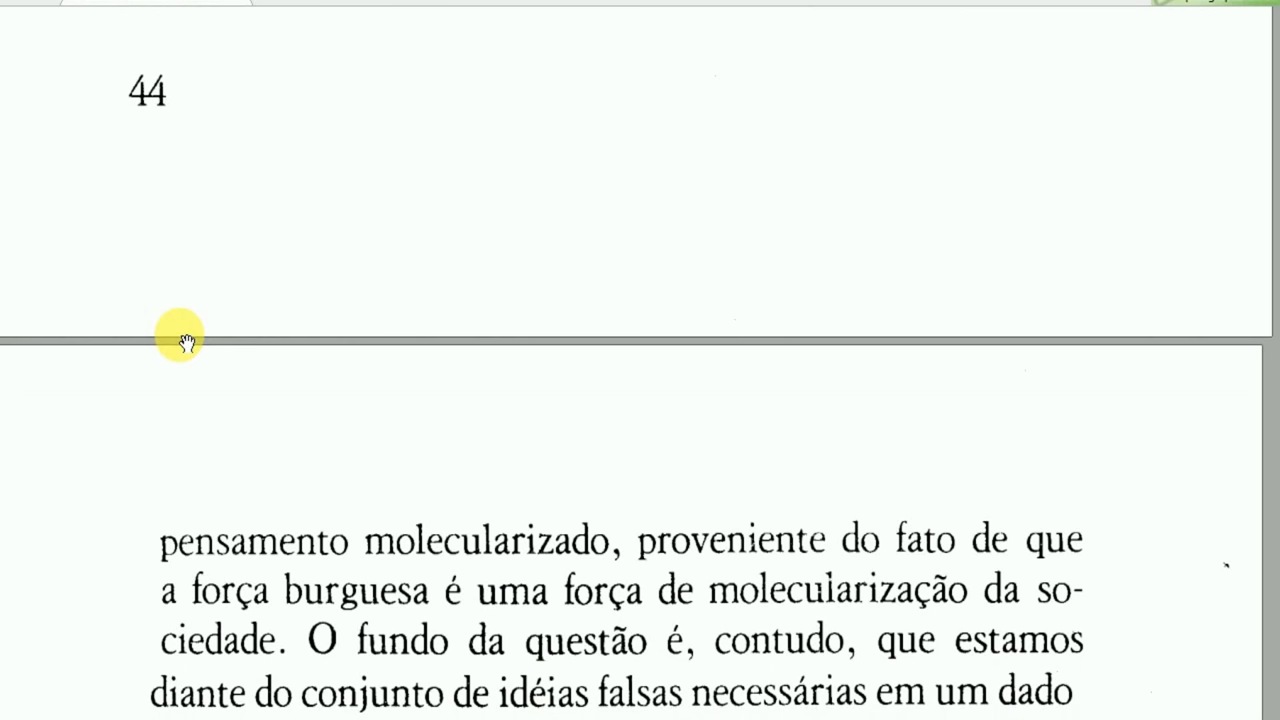 44
pensamento molecularizado, proveniente do fato de que
a força burguesa é uma força de molecularização da so-
ciedade. O fundo da questão é, contudo, que estamos
diante do conjunto de idéias falsas necessárias em um dado